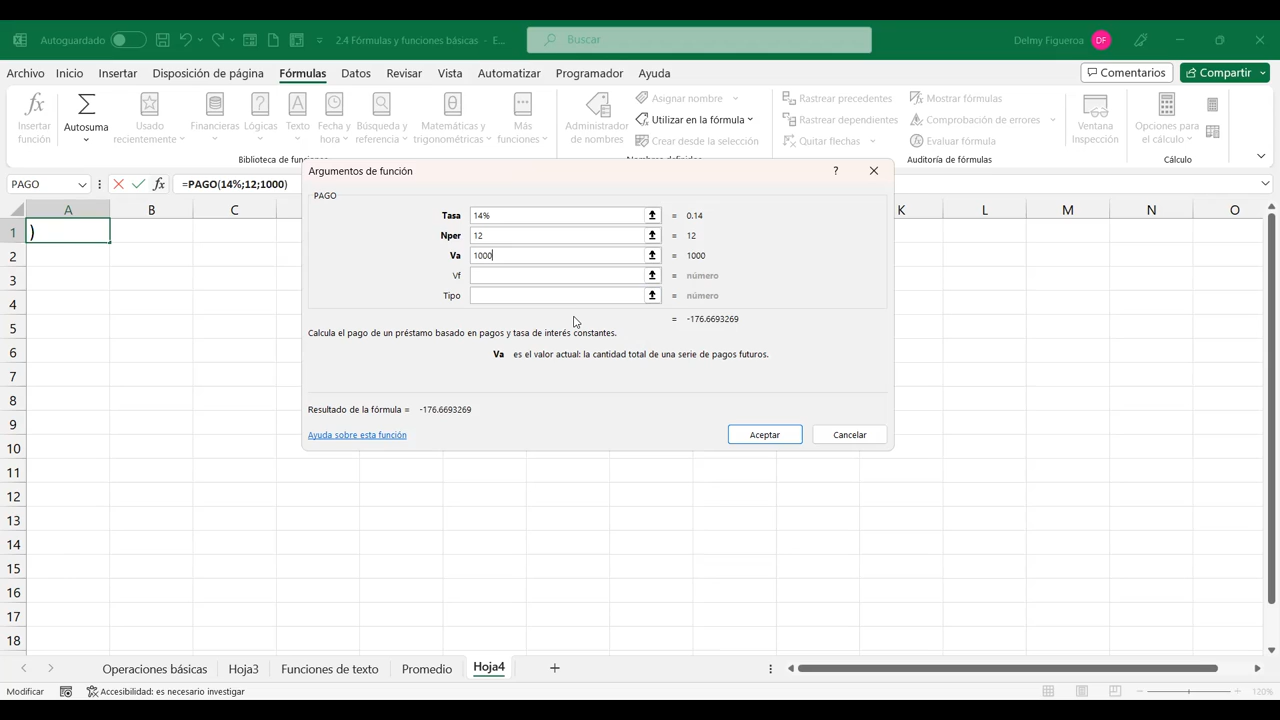 Autoguardado
2.4 Fórmulas y funciones básicas - E...
Buscar
Delmy Figueroa
DF
Archivo Inicio Insertar Disposición de página Fórmulas Datos Revisar Vista Automatizar Programador Ayuda
Comentarios
Compartir
Insertar función
Autosuma
Usado recientemente
Financieras
Lógicas
Texto
Fecha y hora
Búsqueda y referencia
Matemáticas y trigonométricas
Más funciones
Biblioteca de func
Administrador de nombres
Asignar nombre
Utilizar en la fórmula
Crear desde la selección
Rastrear precedentes
Rastrear dependientes
Quitar flechas
Mostrar fórmulas
Comprobación de errores
Evaluar fórmula
Auditoría de fórmulas
Ventana Inspección
Opciones para el cálculo
Cálculo
PAGO
fx
=PAGO(14%;12;1000)
A B C K L M N O
1 )
2
3
4
5
6
7
8
9
10
11
12
13
14
15
16
17
18
Argumentos de función
?
PAGO
Tasa 14% = 0.14
Nper 12 = 12
Va 1000 = 1000
Vf = número
Tipo = número
= -176.6693269
Calcula el pago de un préstamo basado en pagos y tasa de interés constantes.
Va es el valor actual: la cantidad total de una serie de pagos futuros.
Resultado de la fórmula = -176.6693269
Ayuda sobre esta función
Aceptar
Cancelar
Operaciones básicas Hoja3 Funciones de texto Promedio Hoja4
Modificar
Accesibilidad: es necesario investigar
120%